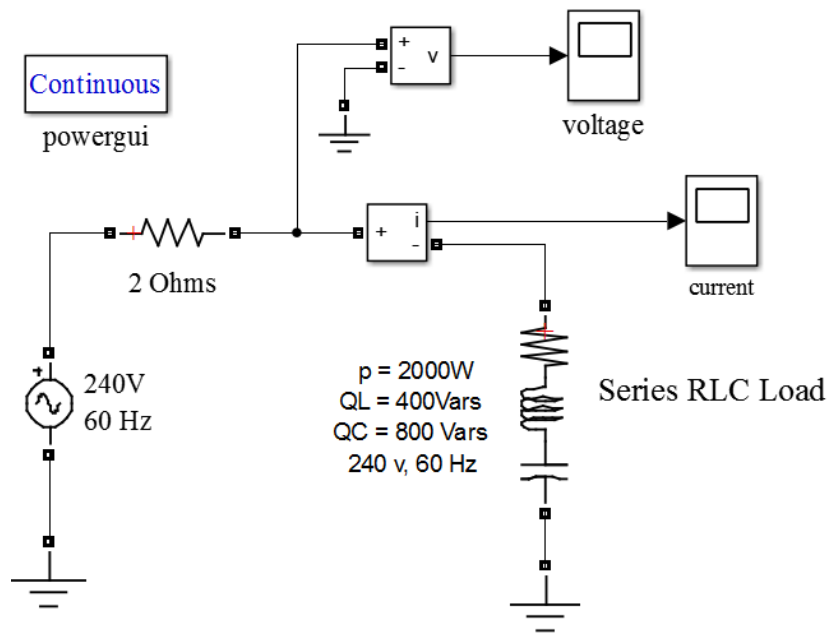 Continuous
powergui
+
-
v
voltage
+
i
-
current
2 Ohms
+
240V
60 Hz
p = 2000W
QL = 400Vars
QC = 800 Vars
240 v, 60 Hz
Series RLC Load